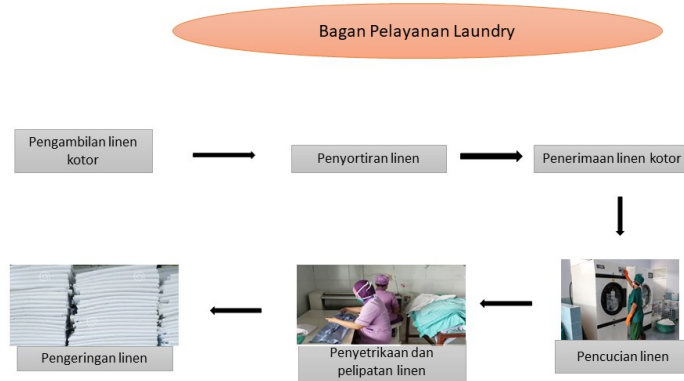 Bagan Pelayanan Laundry
Pengambilan linen
kotor
Penyortiran linen
Penerimaan linen kotor
Pengeringan linen
Penyetrikaan dan
pelipatan linen
Pencucian linen